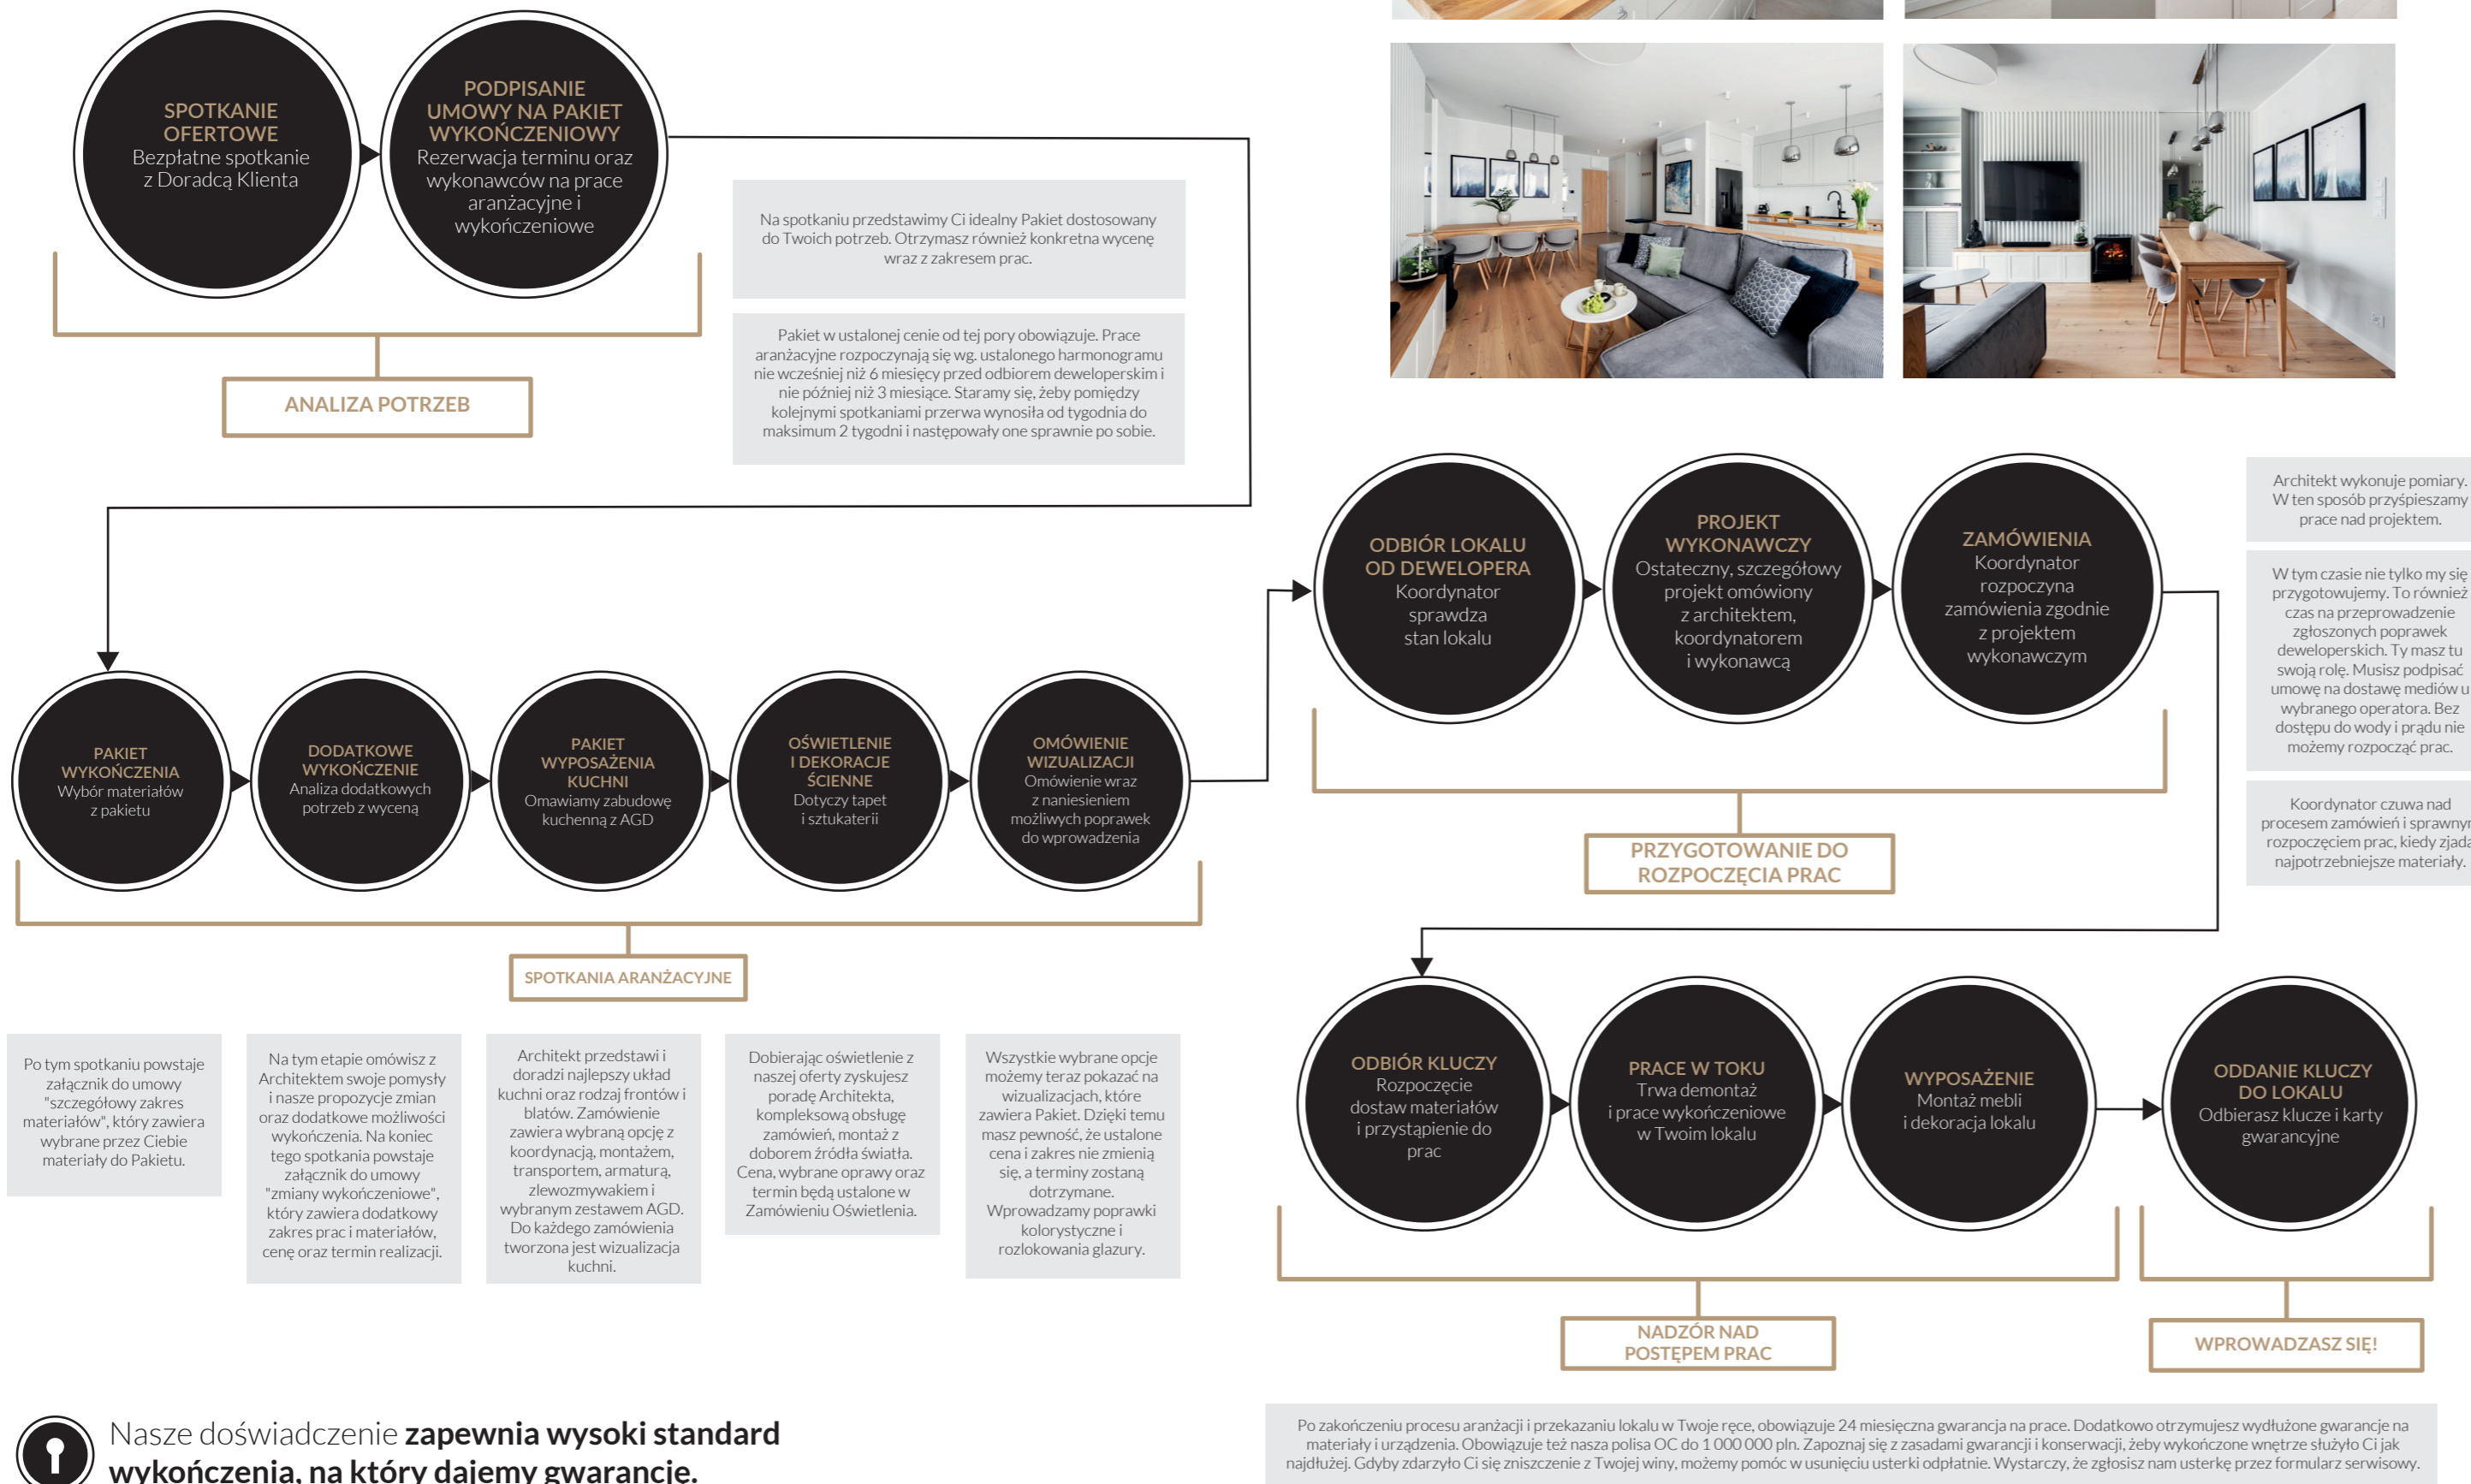 SPOTKANIE
OFERTOWE
Bezpłatne spotkanie
z Doradcą Klienta
PODPISANIE
UMOWY NA PAKIET
WYKOŃCZENIOWY
Rezerwacja terminu oraz
wykonawców na prace
aranżacyjne i
wykończeniowe
ANALIZA POTRZEB
Na spotkaniu przedstawimy Ci idealny Pakiet dostosowany
do Twoich potrzeb. Otrzymasz również konkretna wycenę
wraz z zakresem prac.
Pakiet w ustalonej cenie od tej pory obowiązuje. Prace
aranżacyjne rozpoczynają się wg. ustalonego harmonogramu
nie wcześniej niż 6 miesięcy przed odbiorem deweloperskim i
nie później niż 3 miesiące. Staramy się, żeby pomiędzy
kolejnymi spotkaniami przerwa wynosiła od tygodnia do
maksimum 2 tygodni i następowały one sprawnie po sobie.
PAKIET
WYKOŃCZENIA
Wybór materiałów
z pakietu
DODATKOWE
WYKOŃCZENIE
Analiza dodatkowych
potrzeb z wyceną
PAKIET
WYPOSAŻENIA
KUCHNI
Omawiamy zabudowę
kuchenną z AGD
OŚWIETLENIE
I DEKORACJE
ŚCIENNE
Dotyczy tapet
i sztukaterii
OMÓWIENIE
WIZUALIZACJI
Omówienie wraz
z naniesieniem
możliwych poprawek
do wprowadzenia
SPOTKANIA ARANŻACYJNE
Po tym spotkaniu powstaje
załącznik do umowy
"szczegółowy zakres
materiałów", który zawiera
wybrane przez Ciebie
materiały do Pakietu.
Na tym etapie omówisz z
Architektem swoje pomysły
i nasze propozycje zmian
oraz dodatkowe możliwości
wykończenia. Na koniec
tego spotkania powstaje
załącznik do umowy
"zmiany wykończeniowe",
który zawiera dodatkowy
zakres prac i materiałów,
cenę oraz termin realizacji.
Architekt przedstawi i
doradzi najlepszy układ
kuchni oraz rodzaj frontów i
blatów. Zamówienie
zawiera wybraną opcję z
koordynacją, montażem,
transportem, armaturą,
zlewozmywakiem i
wybranym zestawem AGD.
Do każdego zamówienia
tworzona jest wizualizacja
kuchni.
Dobierając oświetlenie z
naszej oferty zyskujesz
poradę Architekta,
kompleksową obsługę
zamówień, montaż z
doborem źródła światła.
Cena, wybrane oprawy oraz
termin będą ustalone w
Zamówieniu Oświetlenia.
Wszystkie wybrane opcje
możemy teraz pokazać na
wizualizacjach, które
zawiera Pakiet. Dzięki temu
masz pewność, że ustalone
cena i zakres nie zmienią
się, a terminy zostaną
dotrzymane.
Wprowadzamy poprawki
kolorystyczne i
rozlokowania glazury.
ODBIÓR LOKALU
OD DEWELOPERA
Koordynator
sprawdza
stan lokalu
PROJEKT
WYKONAWCZY
Ostateczny, szczegółowy
projekt omówiony
z architektem,
koordynatorem
i wykonawcą
ZAMÓWIENIA
Koordynator
rozpoczyna
zamówienia zgodnie
z projektem
wykonawczym
PRZYGOTOWANIE DO
ROZPOCZĘCIA PRAC
Architekt wykonuje pomiary.
W ten sposób przyśpieszamy
prace nad projektem.
W tym czasie nie tylko my się
przygotowujemy. To również
czas na przeprowadzenie
zgłoszonych poprawek
deweloperskich. Ty masz tu
swoją rolę. Musisz podpisać
umowę na dostawę mediów u
wybranego operatora. Bez
dostępu do wody i prądu nie
możemy rozpocząć prac.
Koordynator czuwa nad
procesem zamówień i sprawnym
rozpoczęciem prac, kiedy zjadą
najpotrzebniejsze materiały.
ODBIÓR KLUCZY
Rozpoczęcie
dostaw materiałów
i przystąpienie do
prac
PRACE W TOKU
Trwa demontaż
i prace wykończeniowe
w Twoim lokalu
WYPOSAŻENIE
Montaż mebli
i dekoracja lokalu
ODDANIE KLUCZY
DO LOKALU
Odbierasz klucze i karty
gwarancyjne
NADZÓR NAD
POSTĘPEM PRAC
WPROWADZASZ SIĘ!
Nasze doświadczenie zapewnia wysoki standard
wykończenia, na który dajemy gwarancję.
Po zakończeniu procesu aranżacji i przekazaniu lokalu w Twoje ręce, obowiązuje 24 miesięczna gwarancja na prace. Dodatkowo otrzymujesz wydłużone gwarancje na
materiały i urządzenia. Obowiązuje też nasza polisa OC do 1 000 000 pln. Zapoznaj się z zasadami gwarancji i konserwacji, żeby wykończone wnętrze służyło Ci jak
najdłużej. Gdyby zdarzyło Ci się zniszczenie z Twojej winy, możemy pomóc w usunięciu usterki odpłatnie. Wystarczy, że zgłosisz nam usterkę przez formularz serwisowy.